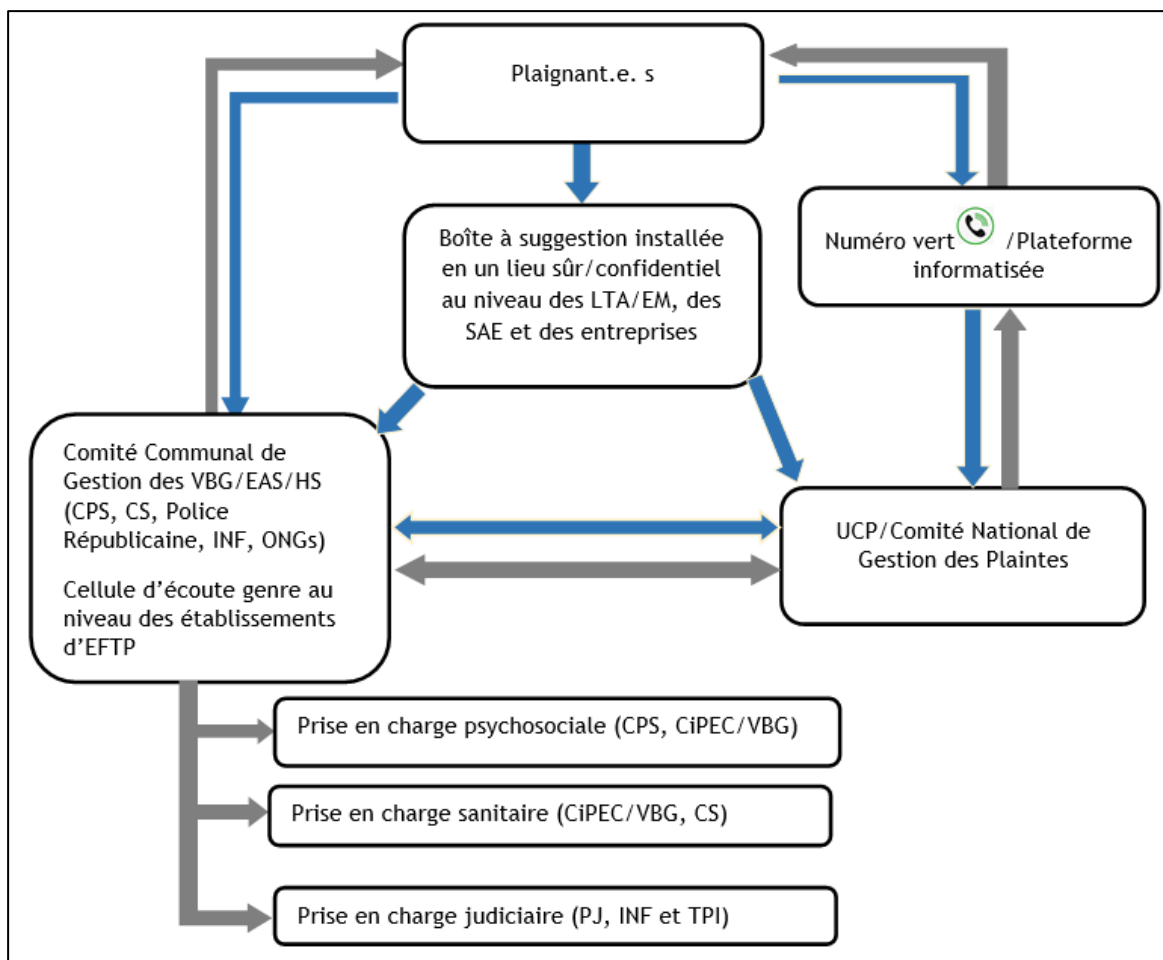 Plaignant.e. s
Boîte à suggestion installée
en un lieu sûr/confidentiel
au niveau des LTA/EM, des
SAE et des entreprises
Numéro vert /Plateforme
informatisée
Comité Communal de
Gestion des VBG/EAS/HS
(CPS, CS, Police
Républicaine, INF, ONGs)
Cellule d’écoute genre au
niveau des établissements
d’EFTP
UCP/Comité National de
Gestion des Plaintes
Prise en charge psychosociale (CPS, CiPEC/VBG)
Prise en charge sanitaire (CiPEC/VBG, CS)
Prise en charge judiciaire (PJ, INF et TPI)